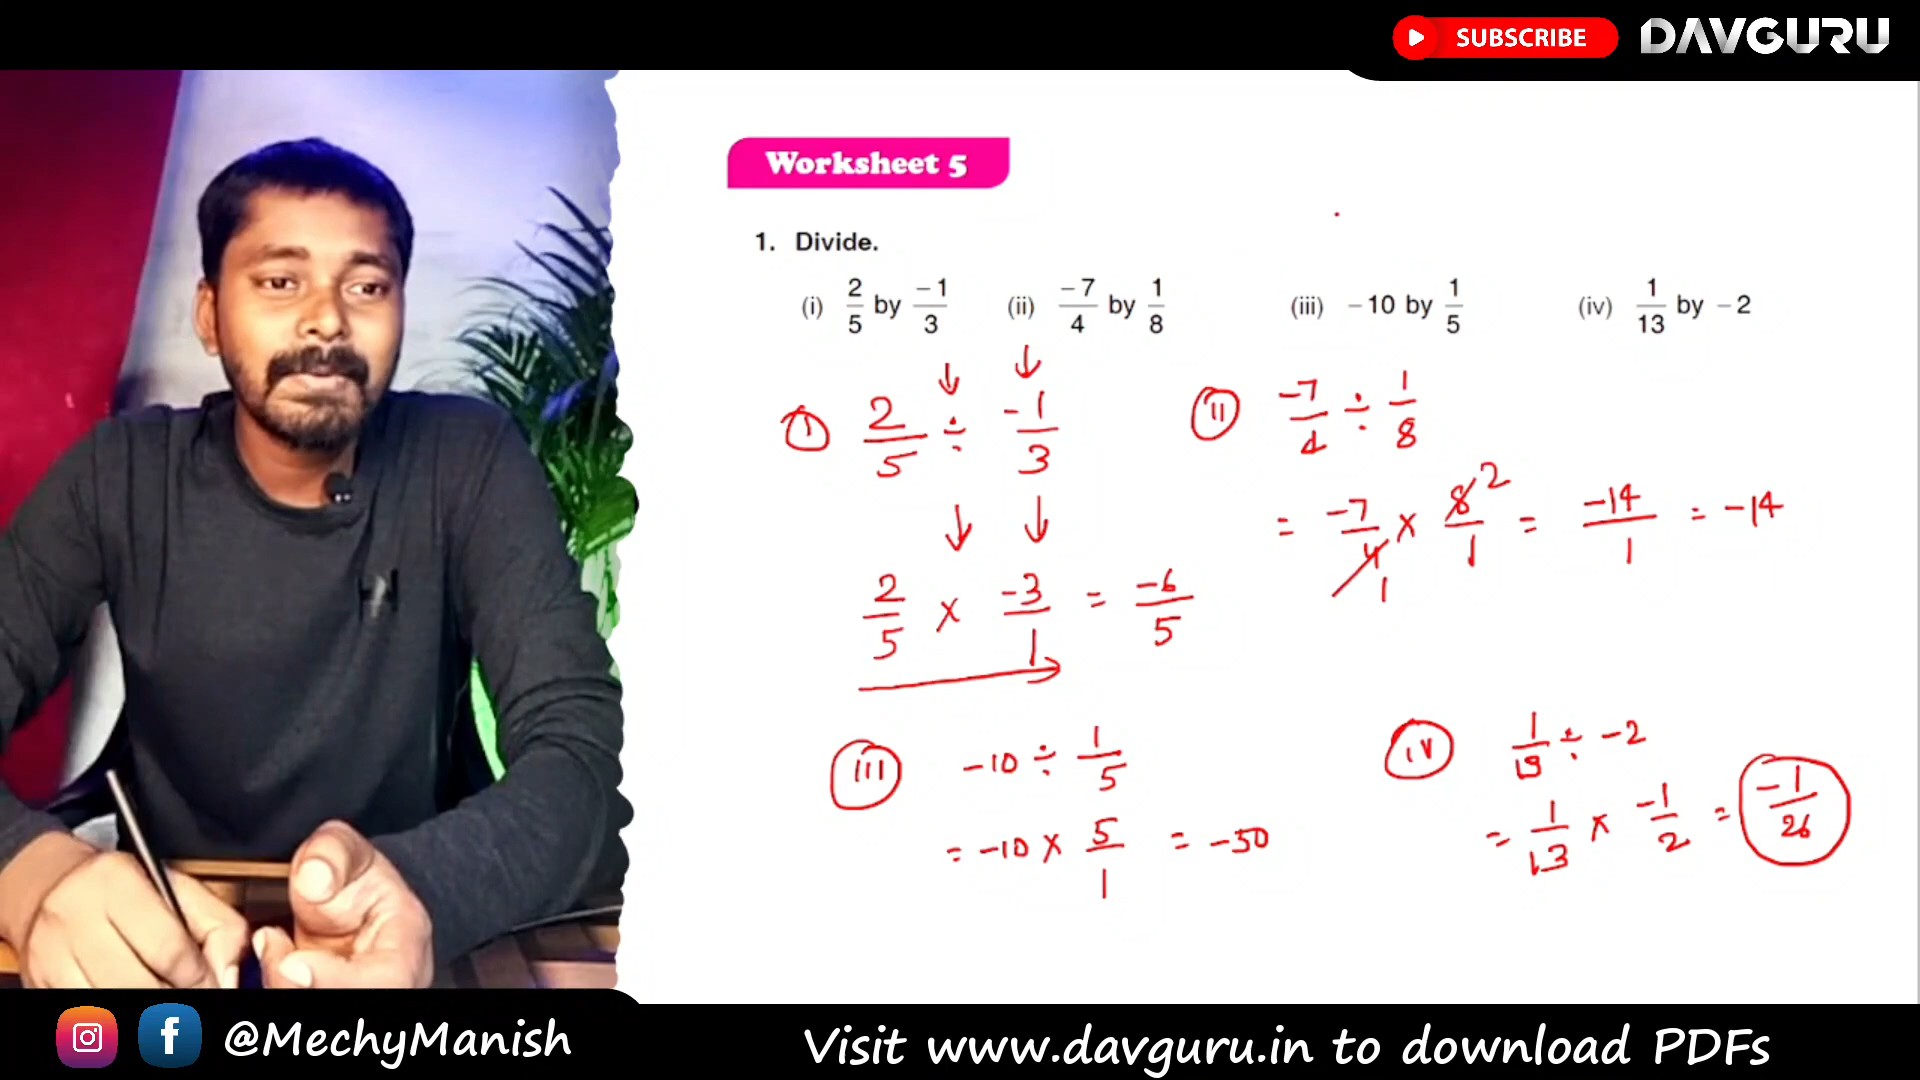 SUBSCRIBE DAVGURU
Worksheet 5
1. Divide.
(i) 2/5 by -1/3 (ii) -7/4 by 1/8 (iii) -10 by 1/5 (iv) 1/13 by -2
(i) 2/5 ÷ -1/3
2/5 × -3/1 = -6/5
(ii) -7/4 ÷ 1/8
= -7/4 1 × 8 2/1 = -14/1 = -14
(iii) -10 ÷ 1/5
= -10 × 5/1 = -50
(iv) 1/13 ÷ -2
= 1/13 × -1/2 = -1/26
@MechyManish
Visit www.davguru.in to download PDFs